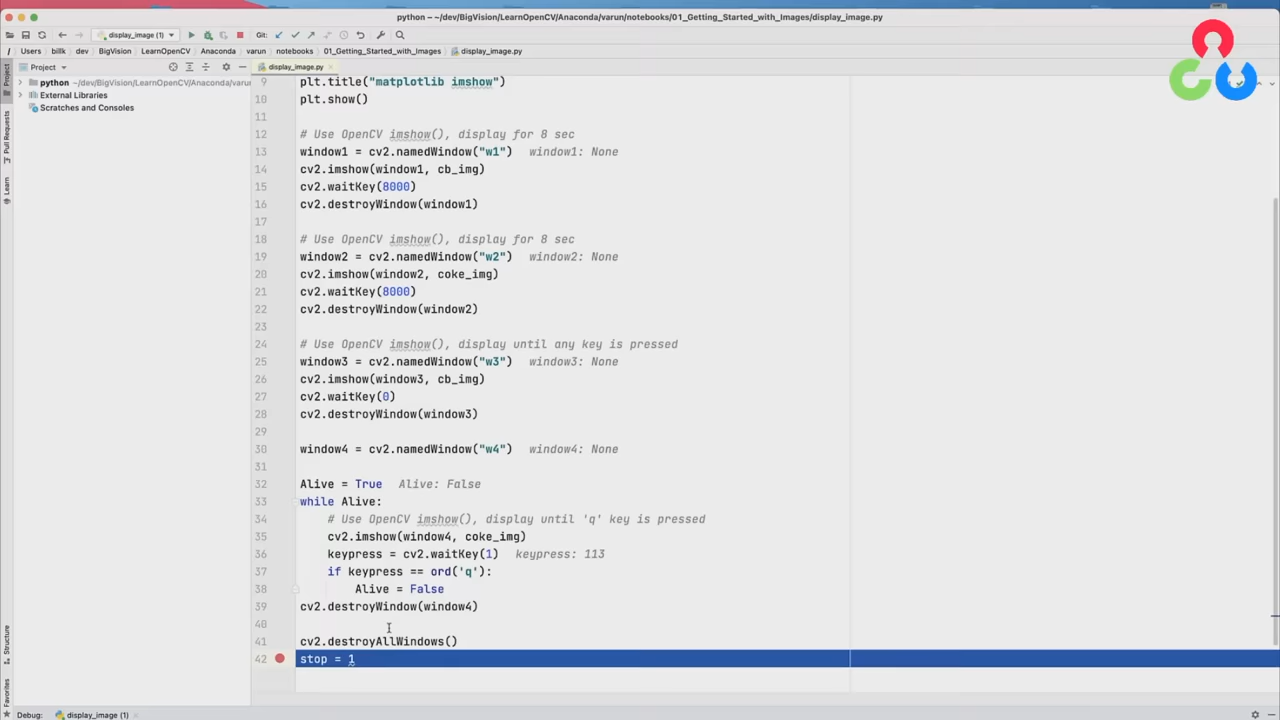 python – ~/dev/BigVision/LearnOpenCV/Anaconda/varun/notebooks/01_Getting_Started_with_Images/display_image.py
display_image (1)
Git:
/ Users billk dev BigVision LearnOpenCV Anaconda varun notebooks 01_Getting_Started_with_Images display_image.py
Project
display_image.py
python ~/dev/BigVision/LearnOpenCV/Anaconda/varu
External Libraries
Scratches and Consoles
Project
Pull Requests
Learn
Structure
Favorites
9 plt.title("matplotlib imshow")
10 plt.show()
11
12 # Use OpenCV imshow(), display for 8 sec
13 window1 = cv2.namedWindow("w1") window1: None
14 cv2.imshow(window1, cb_img)
15 cv2.waitKey(8000)
16 cv2.destroyWindow(window1)
17
18 # Use OpenCV imshow(), display for 8 sec
19 window2 = cv2.namedWindow("w2") window2: None
20 cv2.imshow(window2, coke_img)
21 cv2.waitKey(8000)
22 cv2.destroyWindow(window2)
23
24 # Use OpenCV imshow(), display until any key is pressed
25 window3 = cv2.namedWindow("w3") window3: None
26 cv2.imshow(window3, cb_img)
27 cv2.waitKey(0)
28 cv2.destroyWindow(window3)
29
30 window4 = cv2.namedWindow("w4") window4: None
31
32 Alive = True Alive: False
33 while Alive:
34 # Use OpenCV imshow(), display until 'q' key is pressed
35 cv2.imshow(window4, coke_img)
36 keypress = cv2.waitKey(1) keypress: 113
37 if keypress == ord('q'):
38 Alive = False
39 cv2.destroyWindow(window4)
40
41 cv2.destroyAllWindows()
42 stop = 1
Debug: display_image (1)